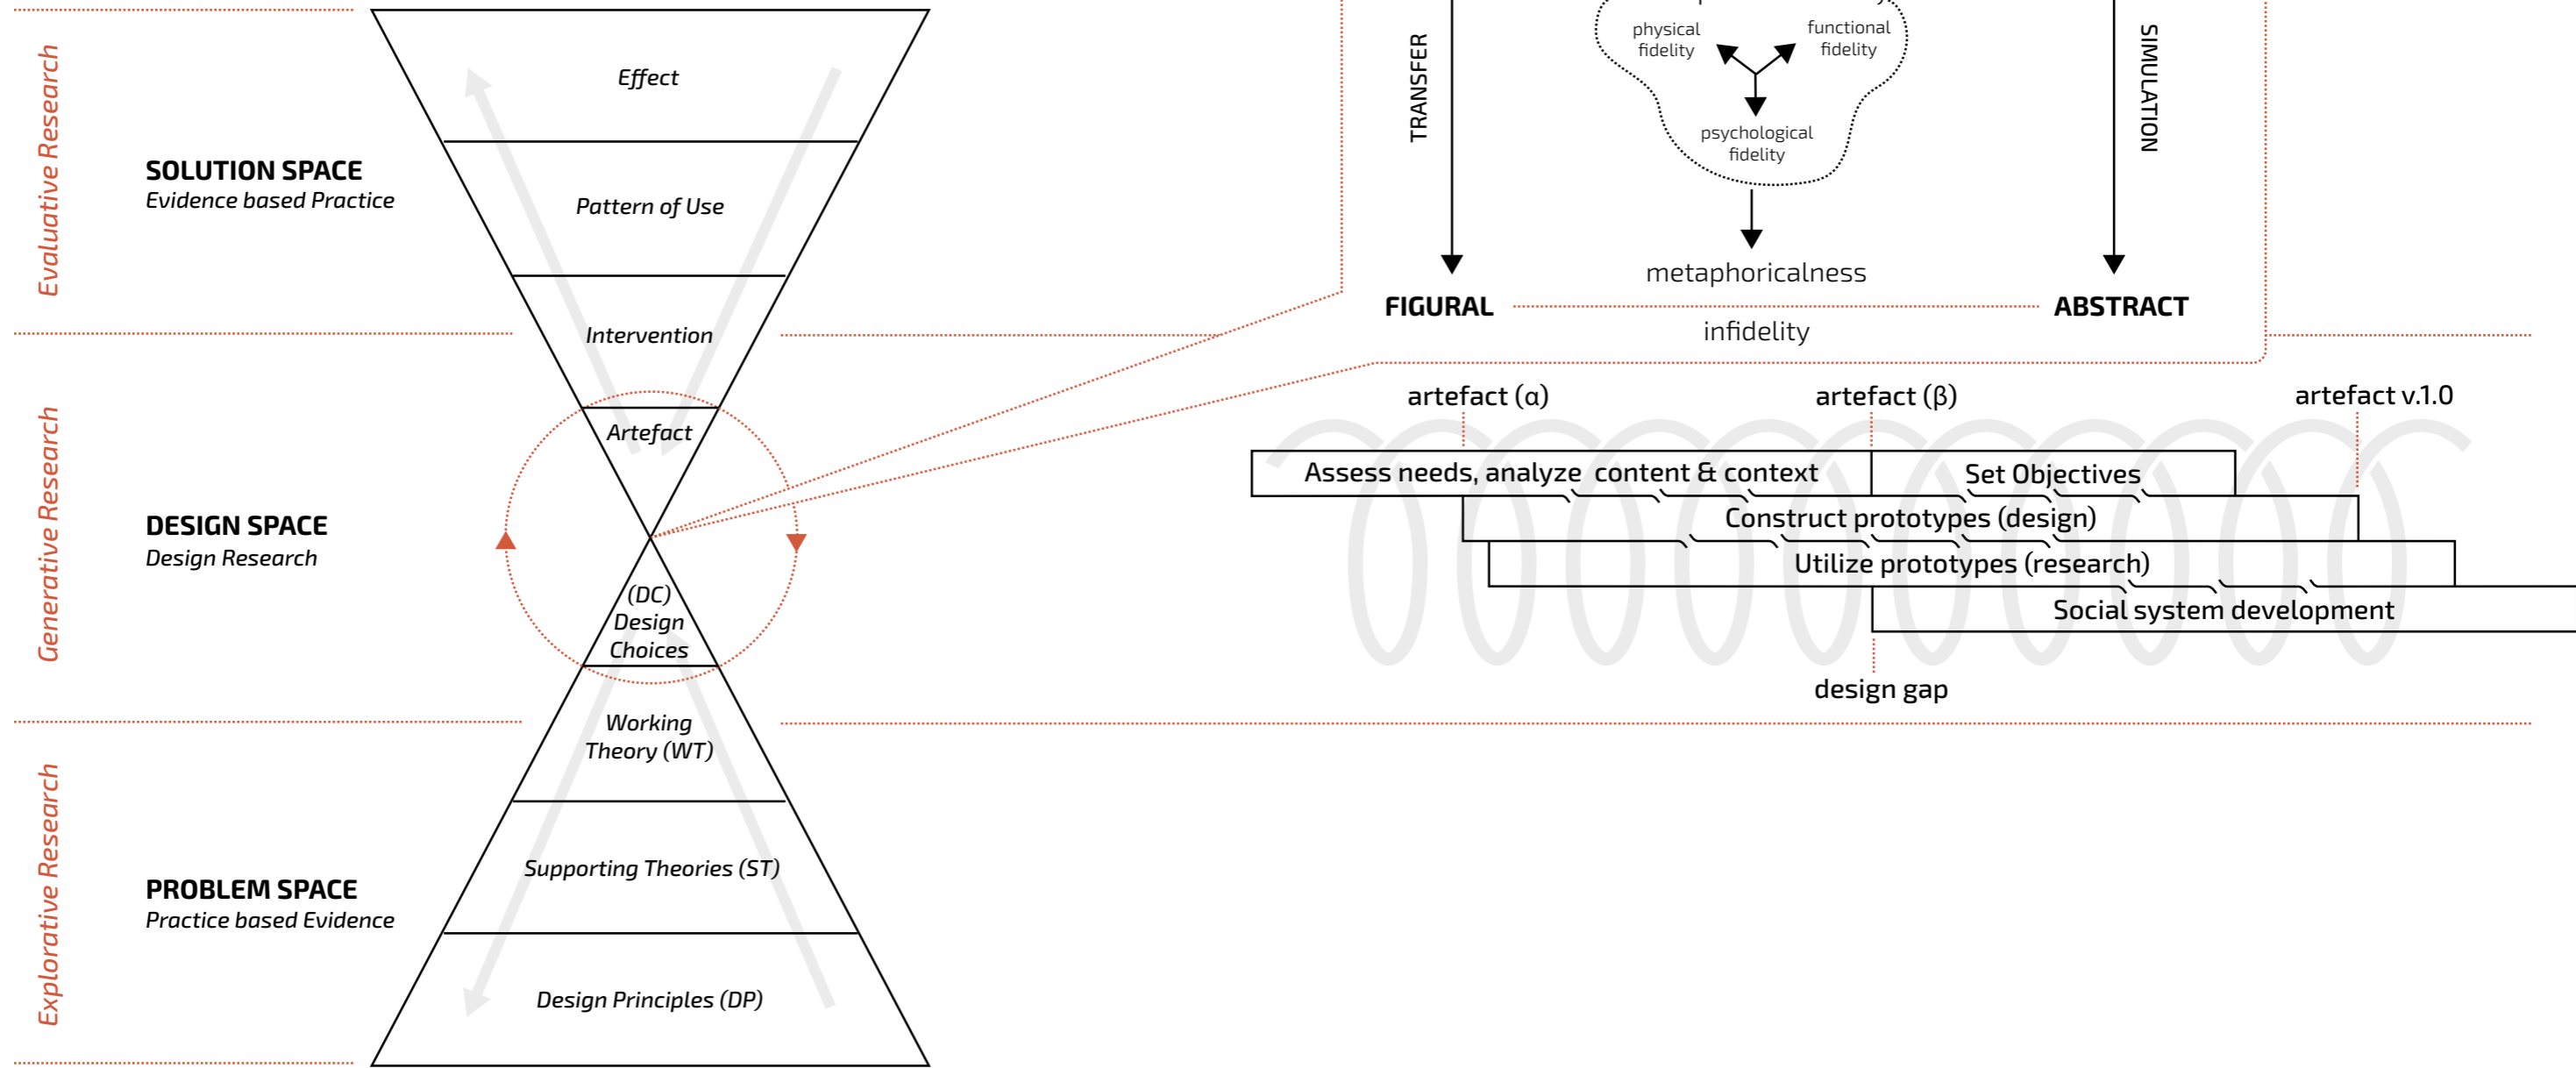 Evaluative Research
SOLUTION SPACE
Evidence based Practice
Effect
Pattern of Use
Intervention
Generative Research
DESIGN SPACE
Design Research
Artefact
(DC)
Design
Choices
Explorative Research
PROBLEM SPACE
Practice based Evidence
Working
Theory (WT)
Supporting Theories (ST)
Design Principles (DP)
TRANSFER
physical
fidelity
functional
fidelity
psychological
fidelity
SIMULATION
metaphoricalness
FIGURAL
ABSTRACT
infidelity
artefact (α)
artefact (β)
artefact v.1.0
Assess needs, analyze content & context
Set Objectives
Construct prototypes (design)
Utilize prototypes (research)
Social system development
design gap